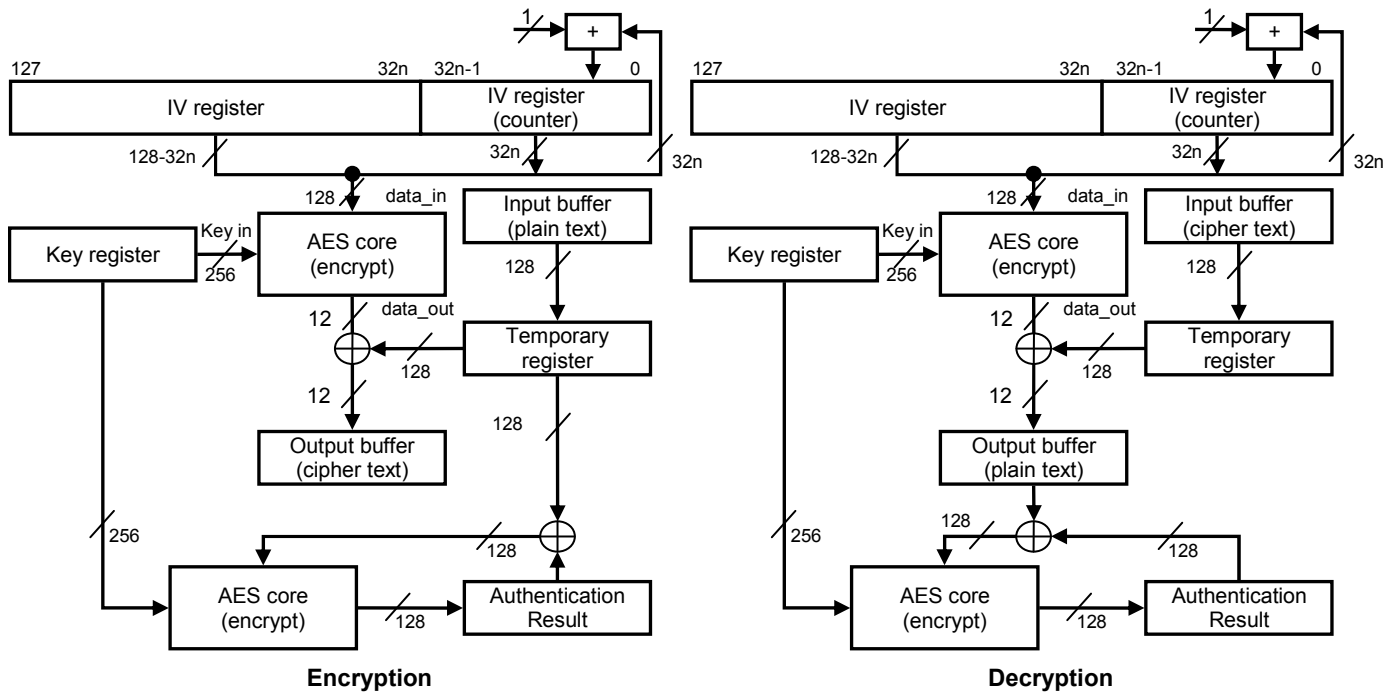 1
+
127
32n
32n-1
0
IV register
IV register
(counter)
128-32n
32n
32n
128
data_in
Input buffer
(plain text)
Key register
Key in
256
AES core
(encrypt)
128
12
data_out
Temporary
register
128
12
128
Output buffer
(cipher text)
256
128
AES core
(encrypt)
128
Authentication
Result
Encryption
1
+
127
32n
32n-1
0
IV register
IV register
(counter)
128-32n
32n
32n
128
data_in
Input buffer
(cipher text)
Key register
Key in
256
AES core
(encrypt)
128
12
data_out
Temporary
register
128
12
Output buffer
(plain text)
256
128
128
AES core
(encrypt)
128
Authentication
Result
Decryption